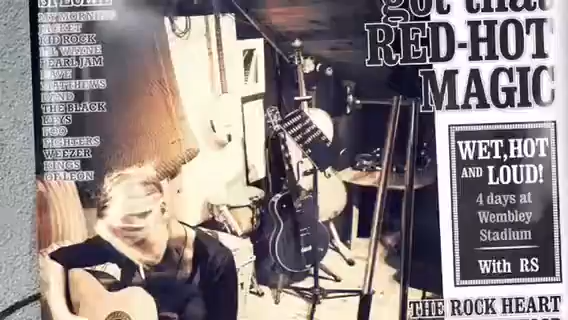 MY MORNING
JACKET
KID ROCK
LIL WAYNE
PEARL JAM
DAVE
MATTHEWS
BAND
THE BLACK
KEYS
FOO
FIGHTERS
WEEZER
KINGS
OF LEON
got that
RED-HOT
MAGIC
WET, HOT
AND LOUD!
4 days at
Wembley
Stadium
With RS
THE ROCK HEART